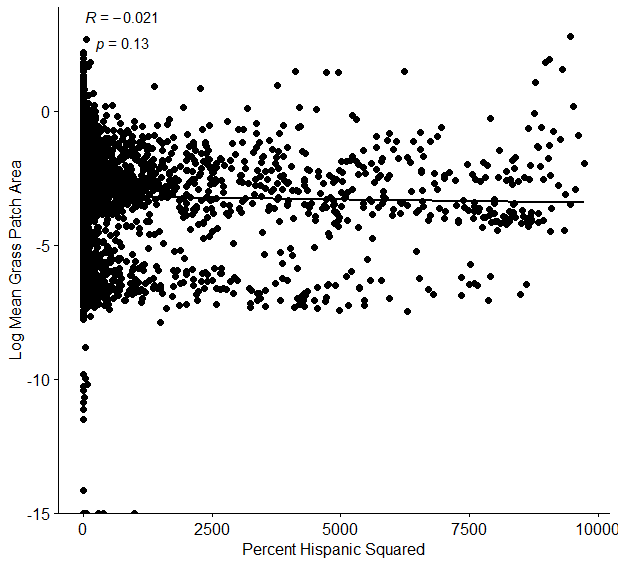 R = −0.021
p = 0.13
0
-5
-10
-15
Log Mean Grass Patch Area
0 2500 5000 7500 10000
Percent Hispanic Squared